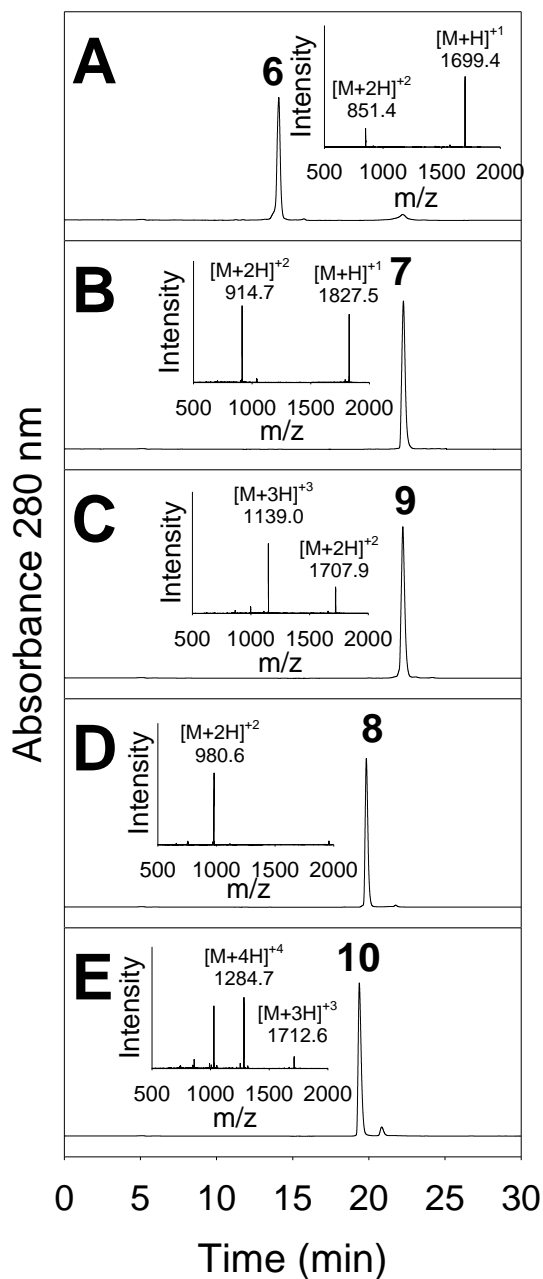 Absorbance 280 nm
A
6
Intensity
[M+2H]+2
851.4
[M+H]+1
1699.4
500 1000 1500 2000
m/z
B
7
Intensity
[M+2H]+2
914.7
[M+H]+1
1827.5
500 1000 1500 2000
m/z
C
9
Intensity
[M+3H]+3
1139.0
[M+2H]+2
1707.9
500 1000 1500 2000
m/z
D
8
Intensity
[M+2H]+2
980.6
500 1000 1500 2000
m/z
E
10
Intensity
[M+4H]+4
1284.7
[M+3H]+3
1712.6
500 1000 1500 2000
m/z
0 5 10 15 20 25 30
Time (min)